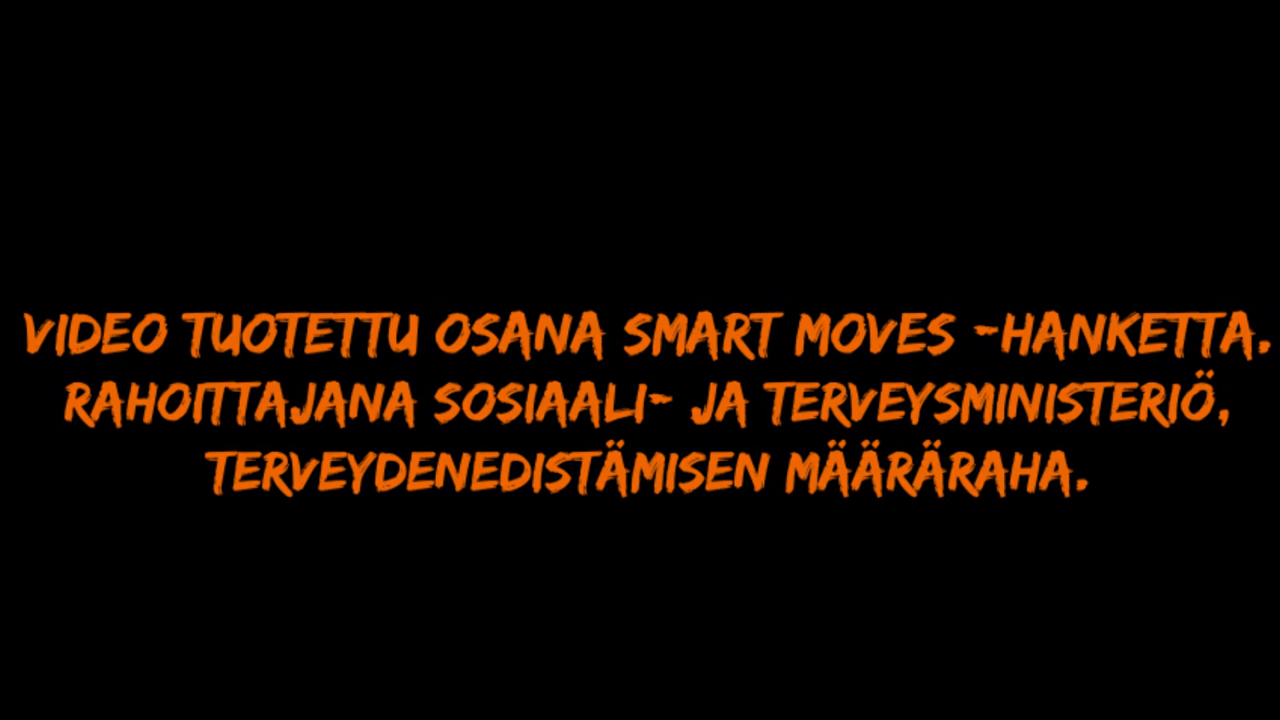 VIDEO TUOTETTU OSANA SMART MOVES -HANKETTA.
RAHOITTAJANA SOSIAALI- JA TERVEYSMINISTERIÖ,
TERVEYDENEDISTÄMISEN MÄÄRÄRAHA.